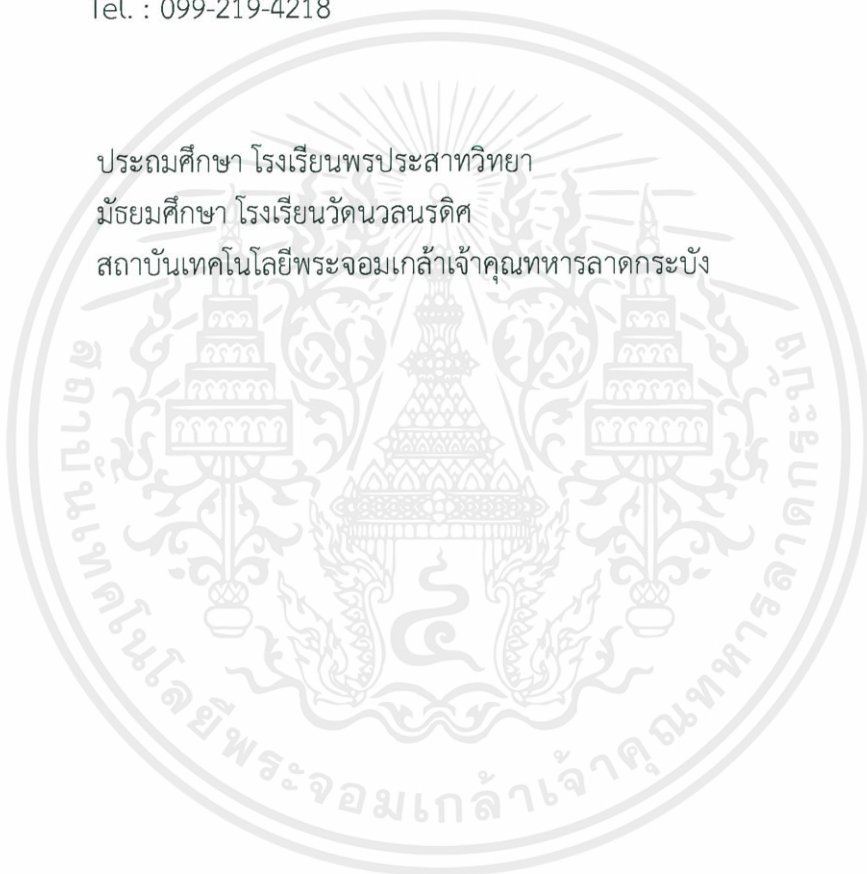 Tel. : 099-219-4218
ประถมศึกษา โรงเรียนพรประสาทวิทยา
มัธยมศึกษา โรงเรียนวัดนวลนรดิศ
สถาบันเทคโนโลยีพระจอมเกล้าเจ้าคุณทหารลาดกระบัง
สถาบันเทคโนโลยีพระจอมเกล้าเจ้าคุณทหารลาดกระบัง